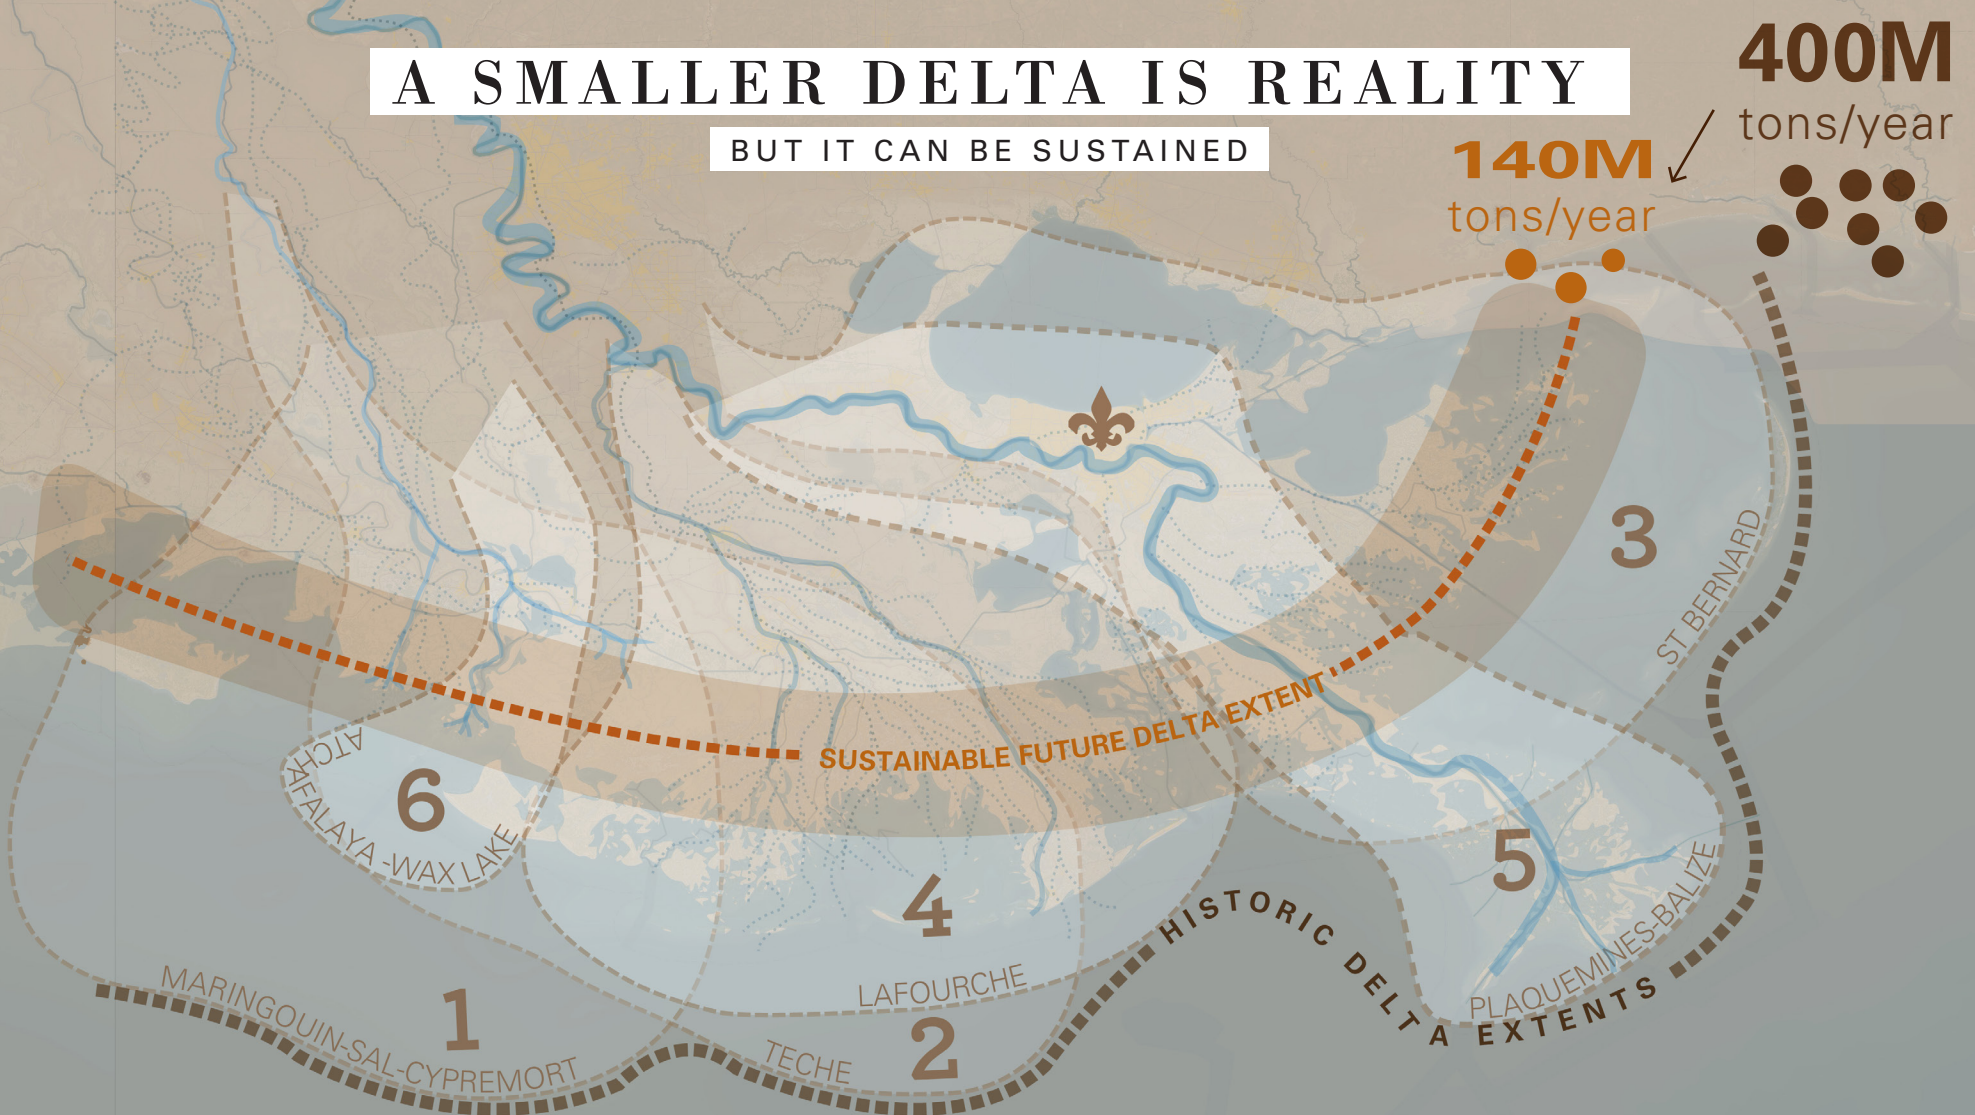 A SMALLER DELTA IS REALITY
BUT IT CAN BE SUSTAINED
400M
tons/year
140M
tons/year
3
ST BERNARD
SUSTAINABLE FUTURE DELTA EXTENT
ATCHAFALAYA -WAX LAKE
6
5
PLAQUEMINES-BALIZE
4
LAFOURCHE
HISTORIC DELTA EXTENTS
MARINGOUIN-SAL-CYPREMORT
1
TECHE
2